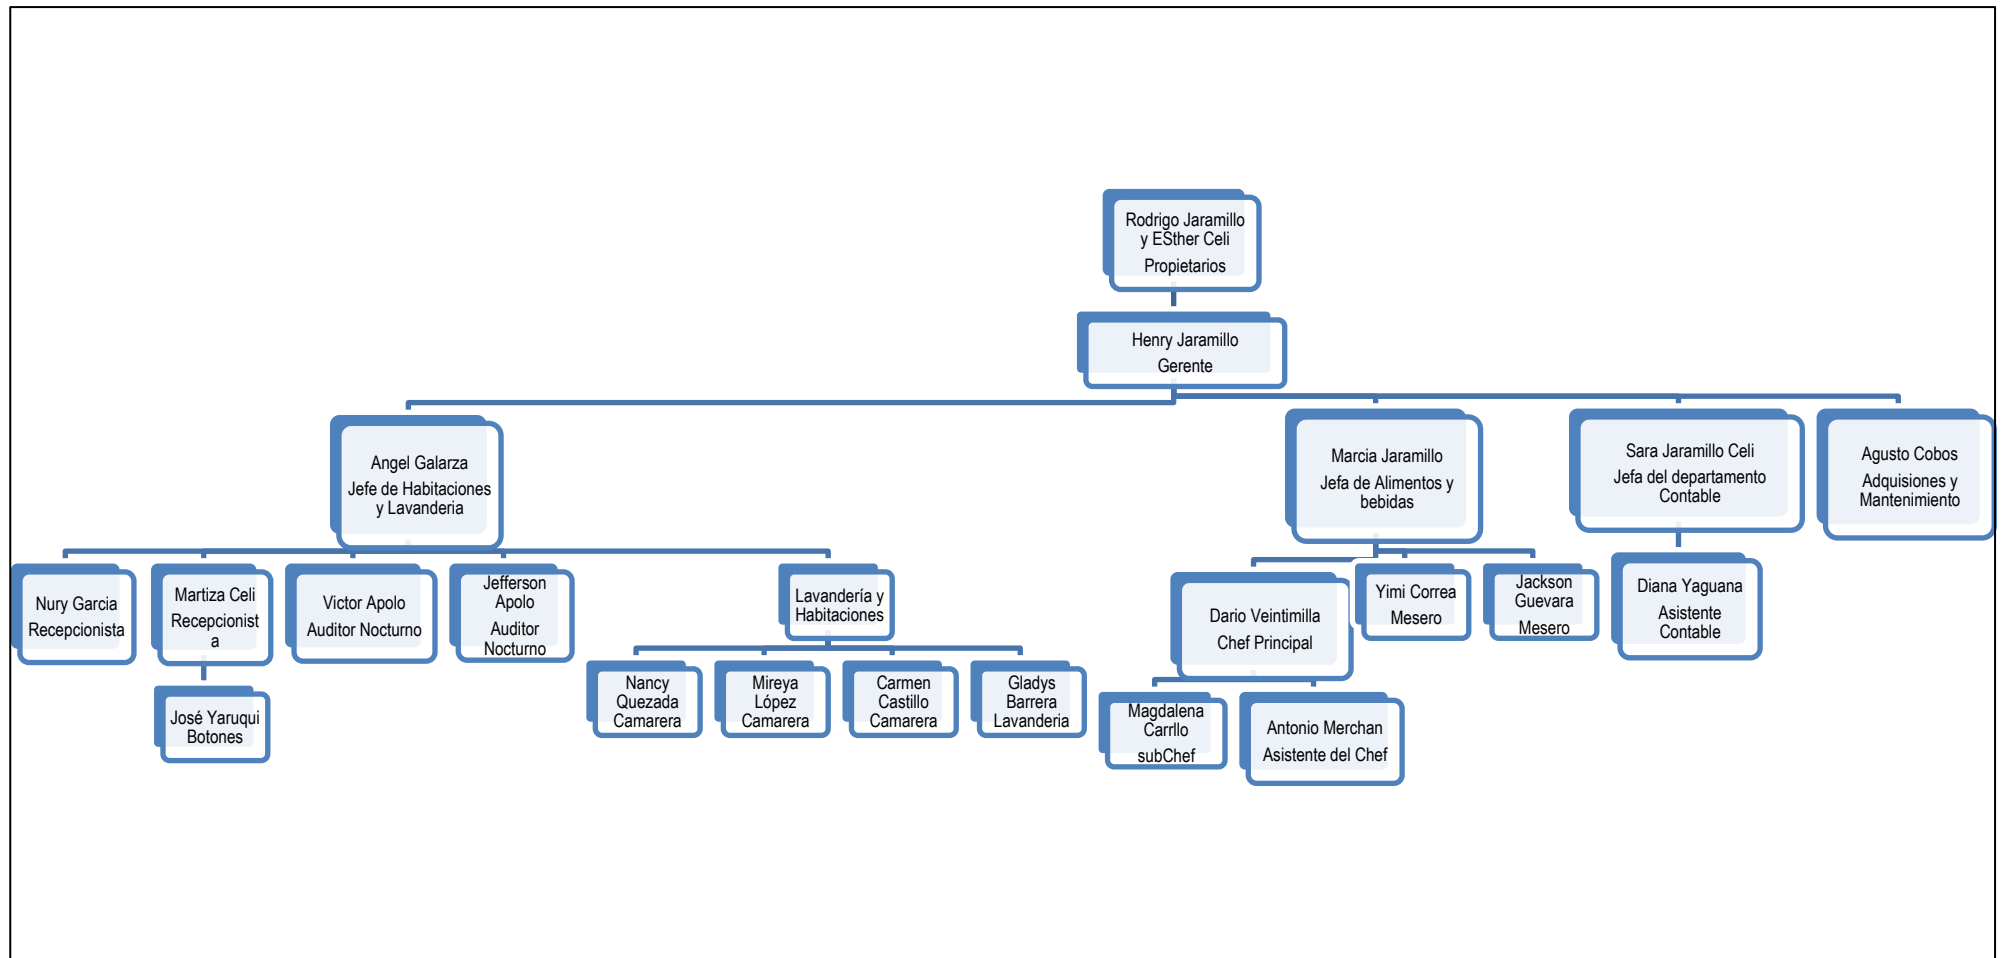 Rodrigo Jaramillo
y ESther Celi
Propietarios
Henry Jaramillo
Gerente
Angel Galarza
Jefe de Habitaciones
y Lavanderia
Marcia Jaramillo
Jefa de Alimentos y
bebidas
Sara Jaramillo Celi
Jefa del departamento
Contable
Agusto Cobos
Adquisiones y
Mantenimiento
Nury Garcia
Recepcionista
Martiza Celi
Recepcionist
a
Victor Apolo
Auditor Nocturno
Jefferson
Apolo
Auditor
Nocturno
Lavandería y
Habitaciones
Dario Veintimilla
Chef Principal
Yimi Correa
Mesero
Jackson
Guevara
Mesero
Diana Yaguana
Asistente
Contable
José Yaruqui
Botones
Nancy
Quezada
Camarera
Mireya
López
Camarera
Carmen
Castillo
Camarera
Gladys
Barrera
Lavanderia
Magdalena
Carrllo
subChef
Antonio Merchan
Asistente del Chef